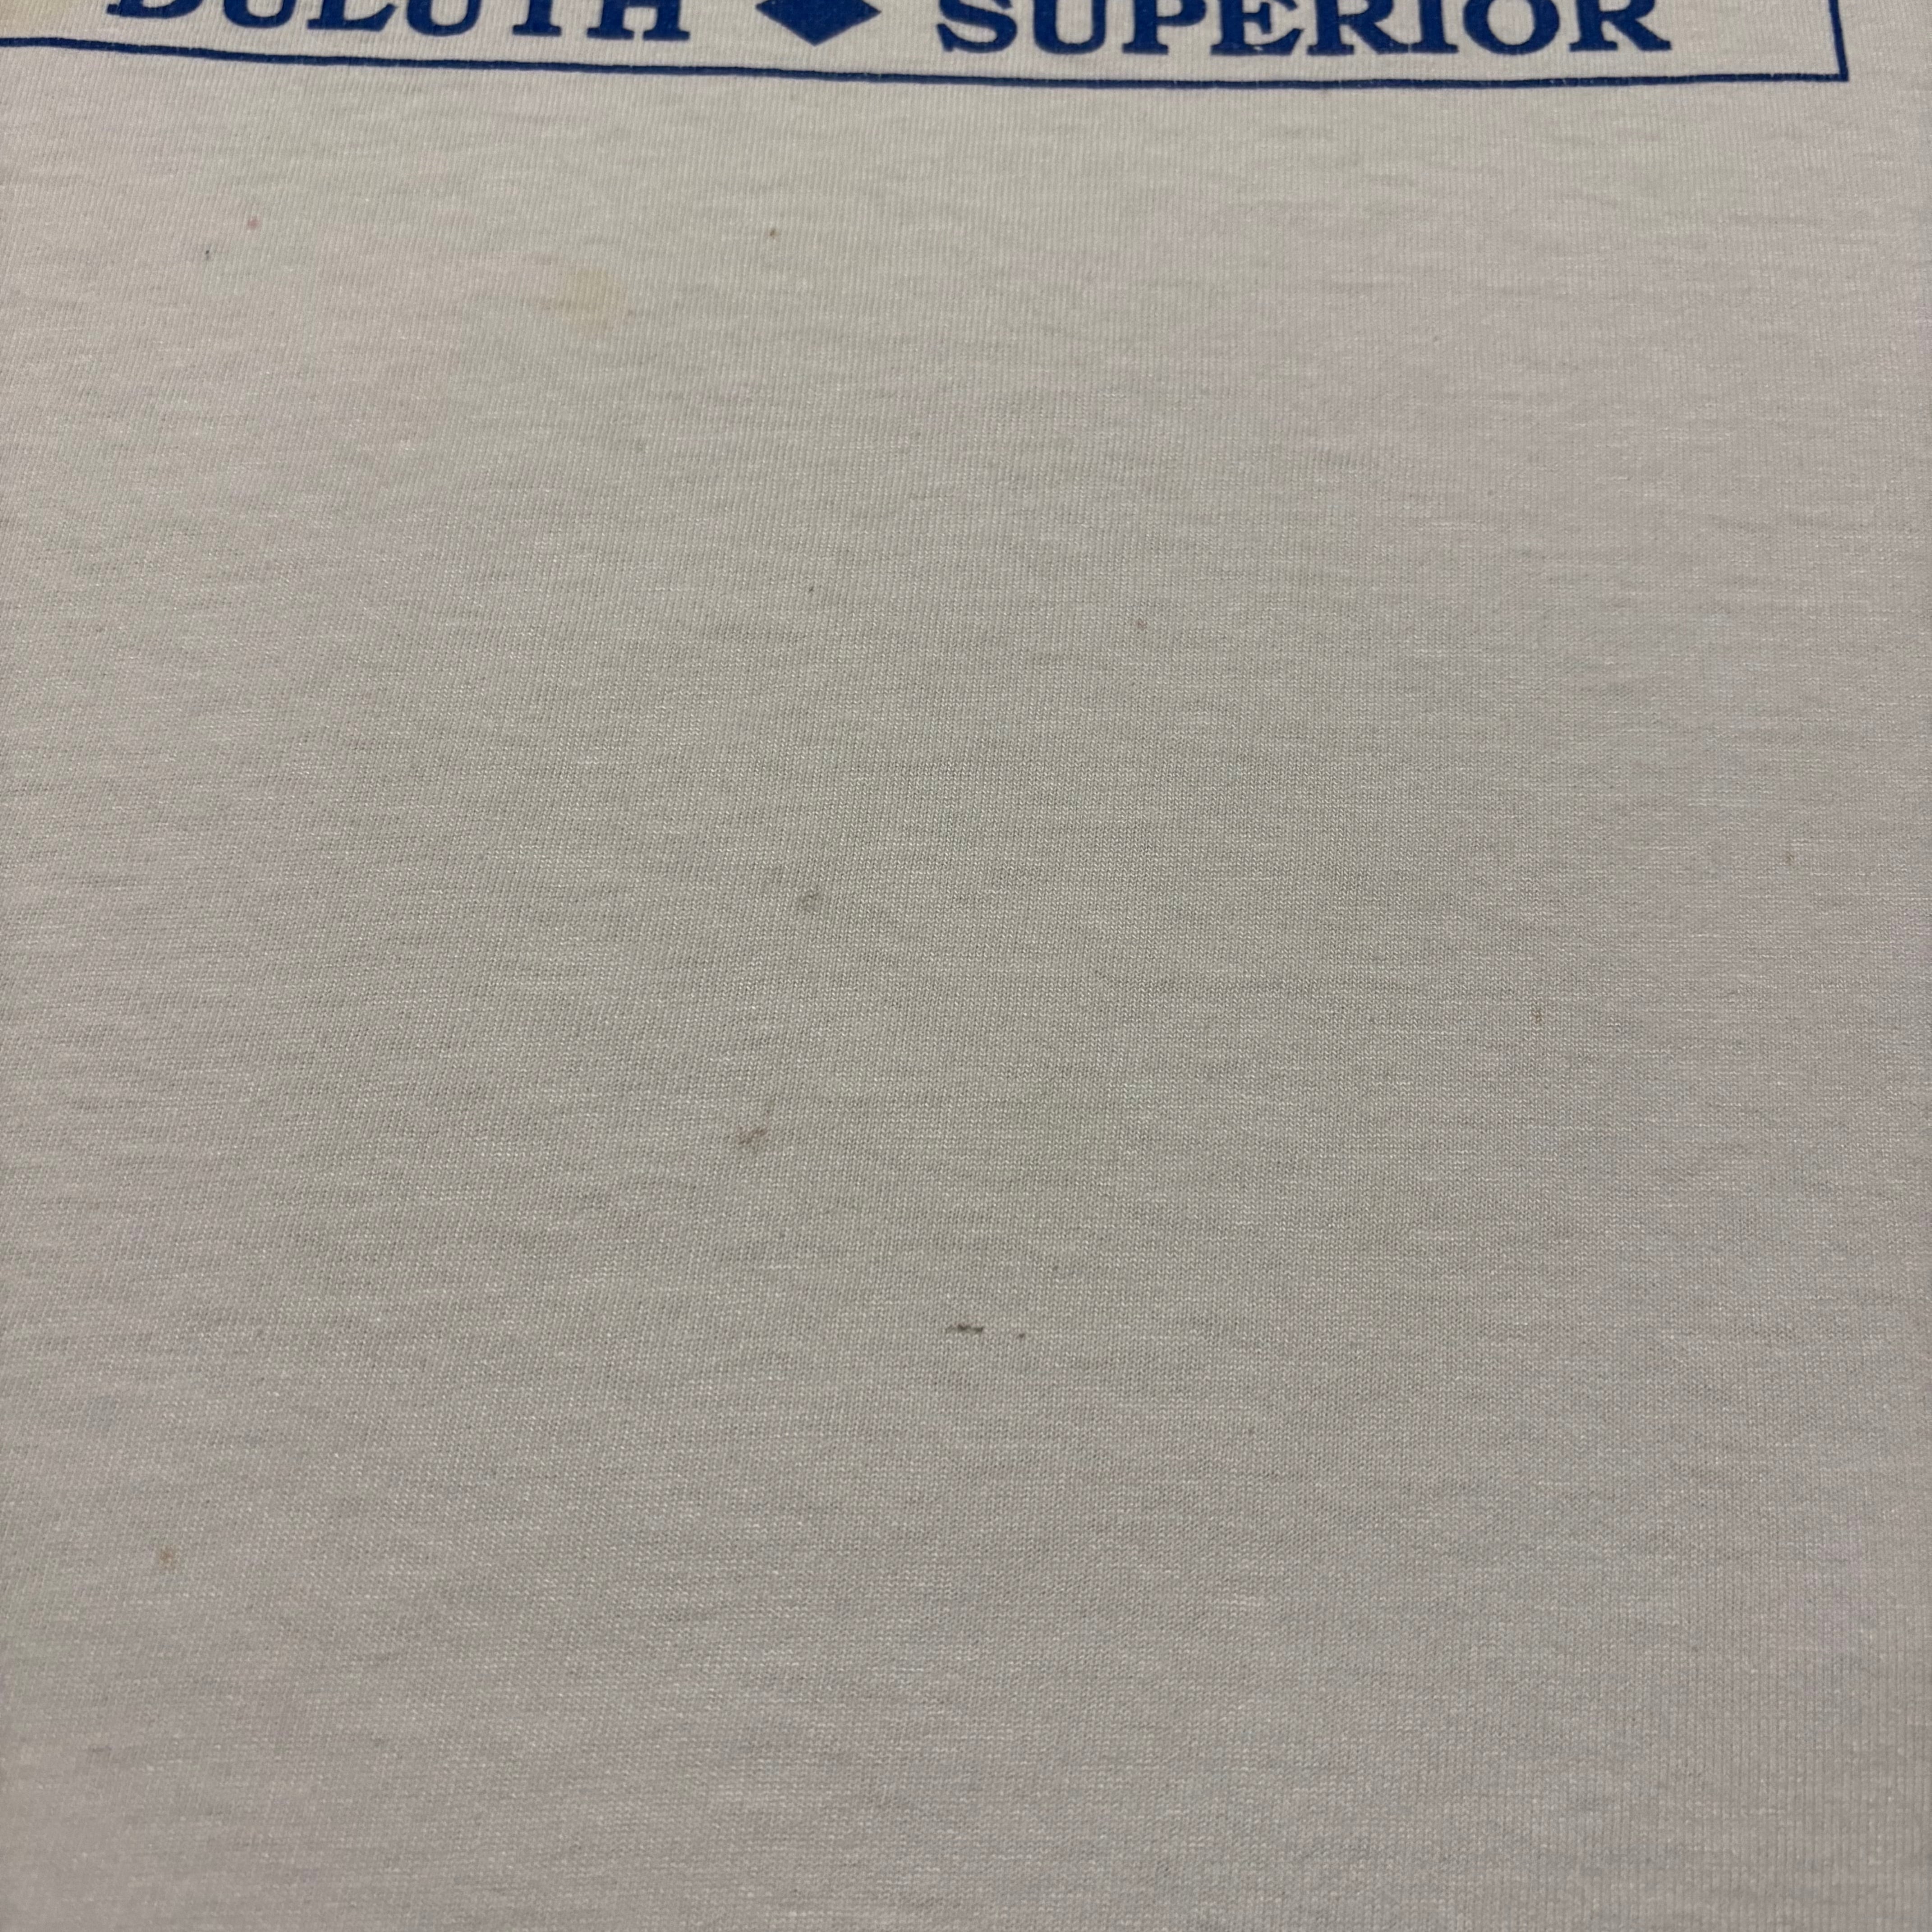 DULUTH ◆ SUPERIOR